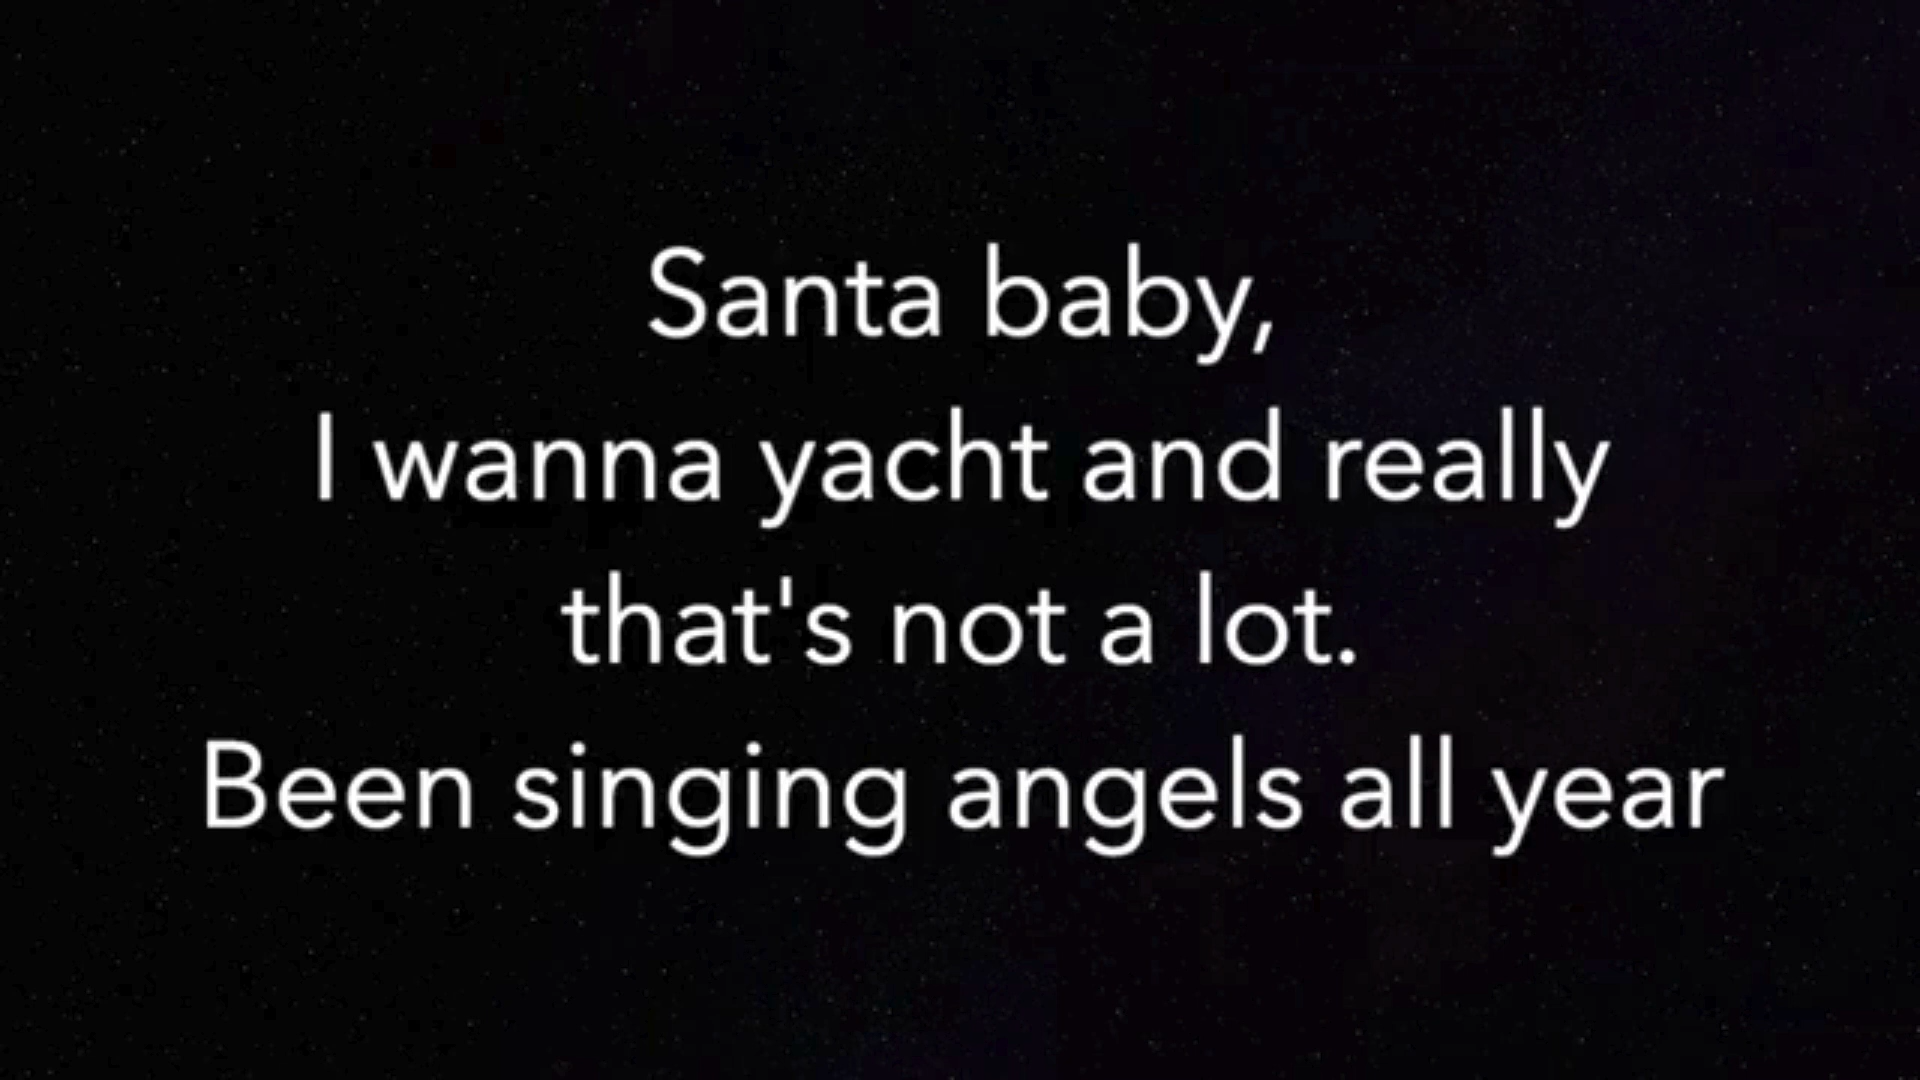 Santa baby,
I wanna yacht and really
that's not a lot.
Been singing angels all year